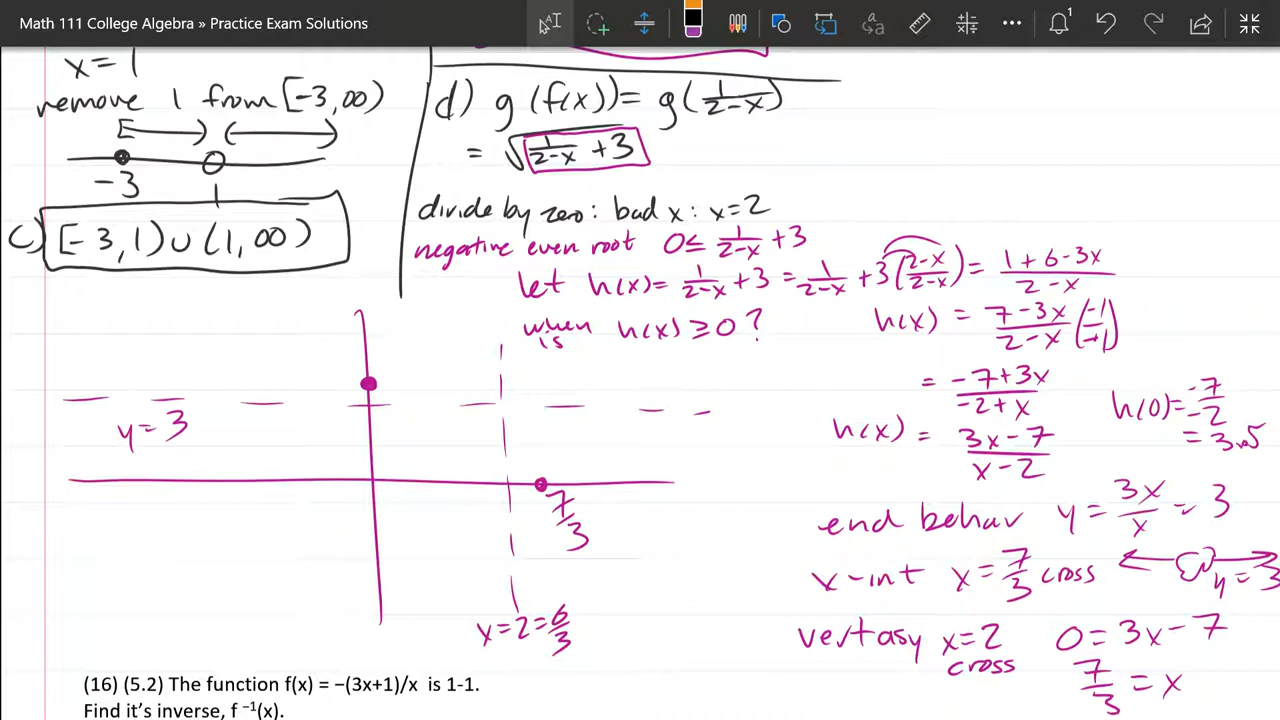 Math 111 College Algebra » Practice Exam Solutions
x = 1
remove 1 from [-3,∞)
-3
1
c) [-3,1)∪(1,∞)
d) g(f(x)) = g(1/(2-x))
= √(1/(2-x) + 3)
divide by zero: bad x: x=2
negative even root 0 ≤ 1/(2-x) + 3
let h(x) = 1/(2-x) + 3 = 1/(2-x) + 3((2-x)/(2-x)) = (1+6-3x)/(2-x)
when is h(x) ≥ 0?
h(x) = (7-3x)/(2-x) (-1/-1)
= (-7+3x)/(-2+x)
h(x) = (3x-7)/(x-2)
h(0) = -7/-2
= 3.5
end behav y = 3x/x = 3
x-int x = 7/3 cross
y = 3
vert asy x=2
cross
0 = 3x-7
7/3 = x
y = 3
7/3
x=2=6/3
(16) (5.2) The function f(x) = −(3x+1)/x is 1-1.
Find it's inverse, f ⁻¹(x).